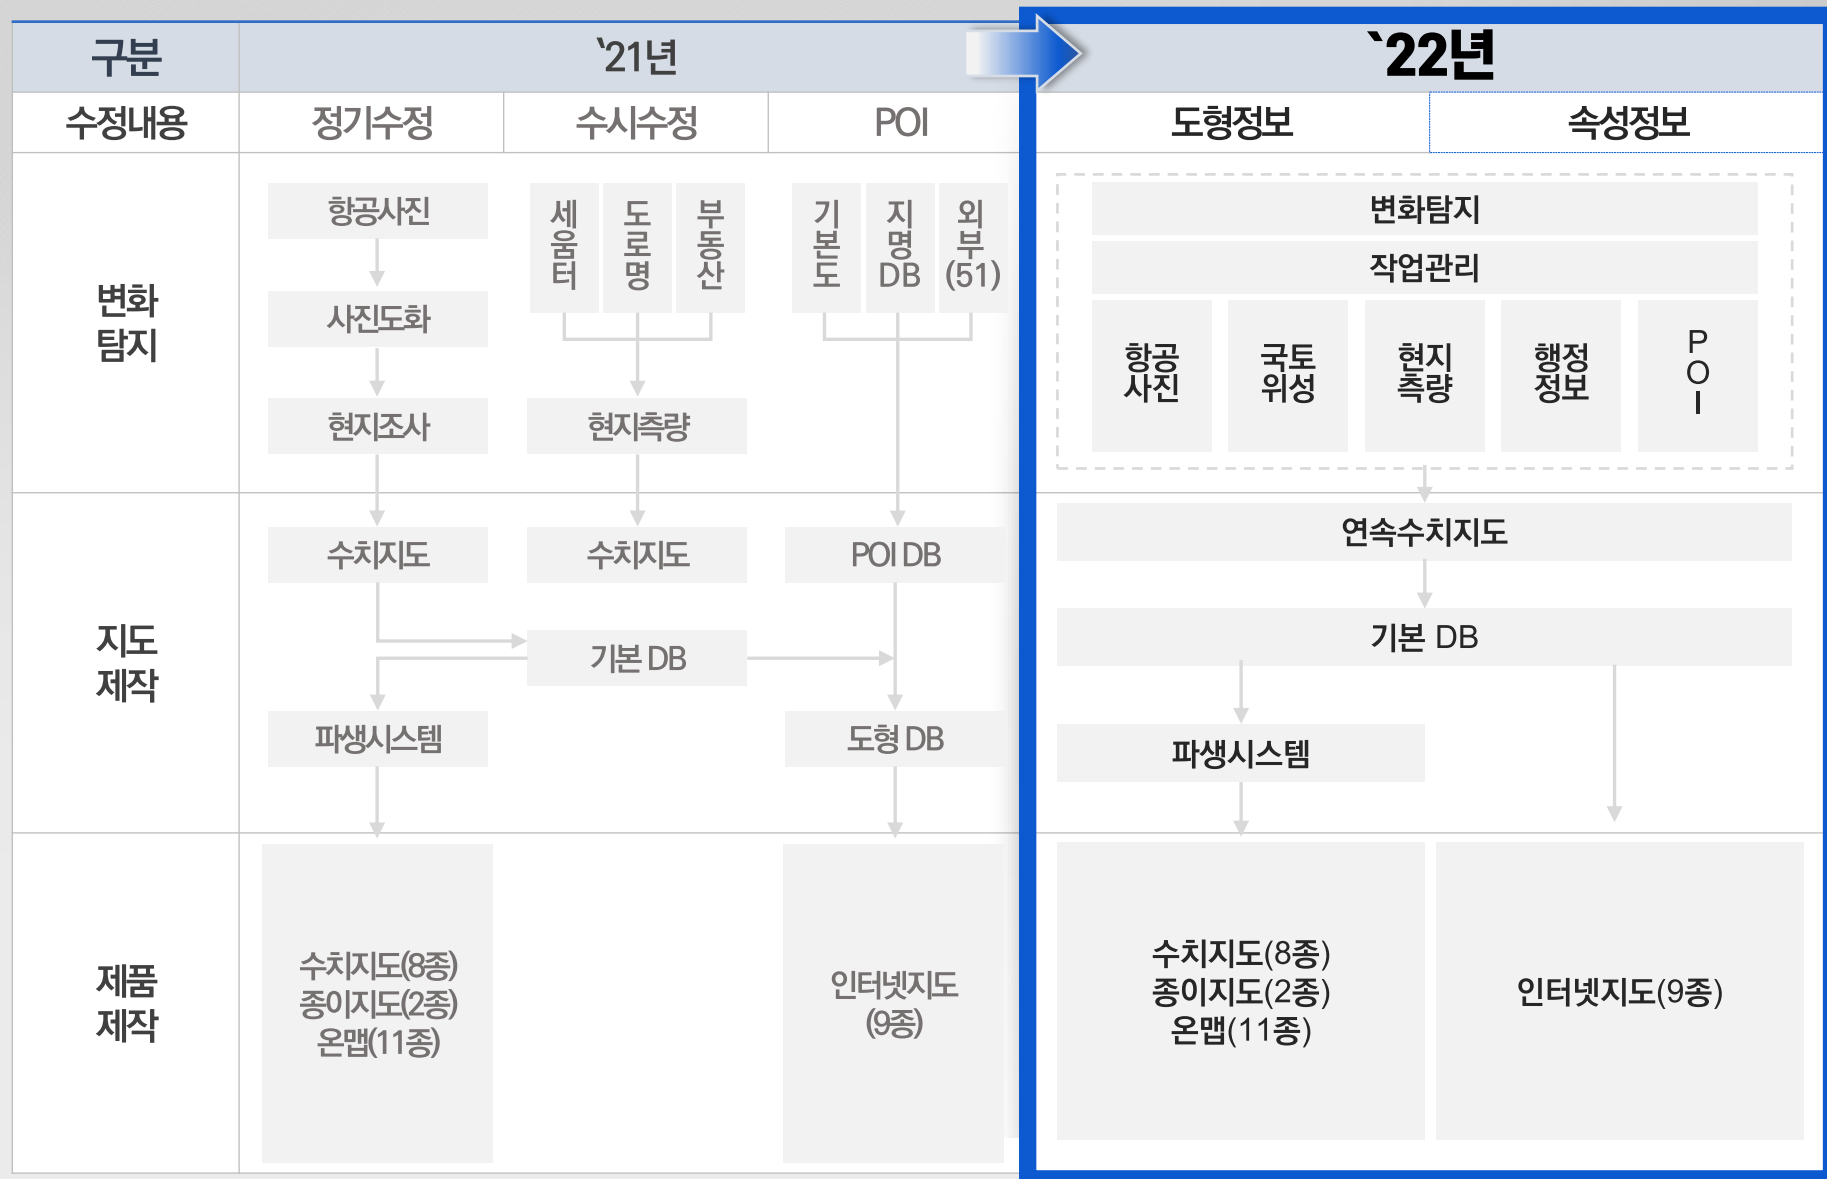 구분
`21년
`22년
수정내용
정기수정
수시수정
POI
도형정보
속성정보
변화
탐지
항공사진
사진도화
현지조사
세움터
도로명
부동산
현지측량
기본도
지명DB
외부(51)
변화탐지
작업관리
항공
사진
국토
위성
현지
측량
행정
정보
POI
지도
제작
수치지도
수치지도
POI DB
기본 DB
파생시스템
도형 DB
연속수치지도
기본 DB
파생시스템
제품
제작
수치지도(8종)
종이지도(2종)
온맵(11종)
인터넷지도
(9종)
수치지도(8종)
종이지도(2종)
온맵(11종)
인터넷지도(9종)